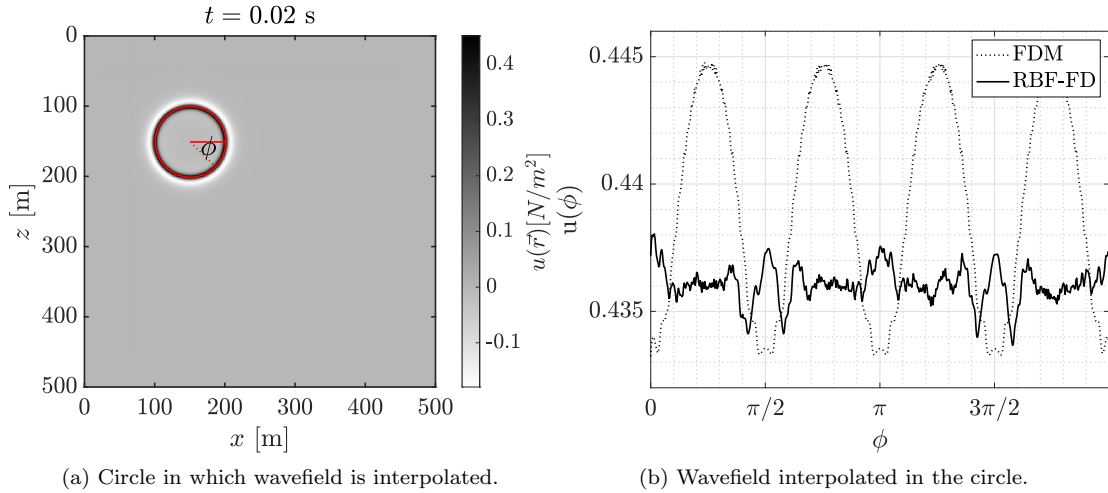 t = 0.02 s
0
100
200
300
400
500
z [m]
ϕ
0 100 200 300 400 500
x [m]
0.4
0.3
0.2
0.1
0
-0.1
u(r⃗)[N/m²]
(a) Circle in which wavefield is interpolated.
0.445
0.44
0.435
u(ϕ)
FDM
RBF-FD
0 π/2 π 3π/2
ϕ
(b) Wavefield interpolated in the circle.